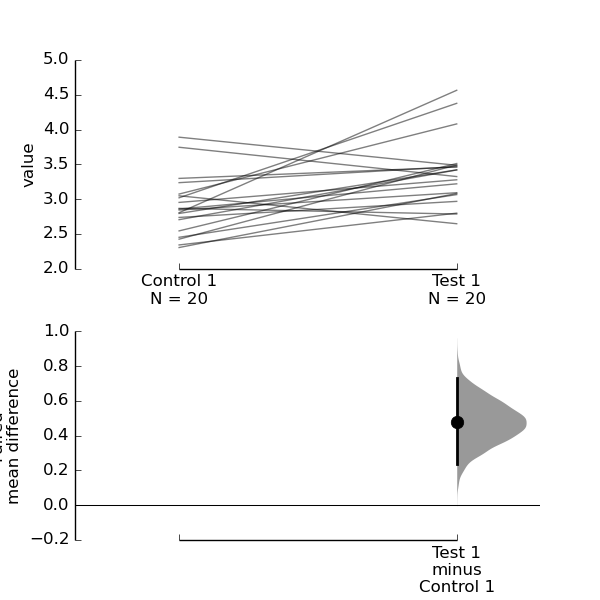 5.0
4.5
4.0
3.5
3.0
2.5
2.0
value
Control 1
N = 20
Test 1
N = 20
1.0
0.8
0.6
0.4
0.2
0.0
−0.2
mean difference
Test 1
minus
Control 1